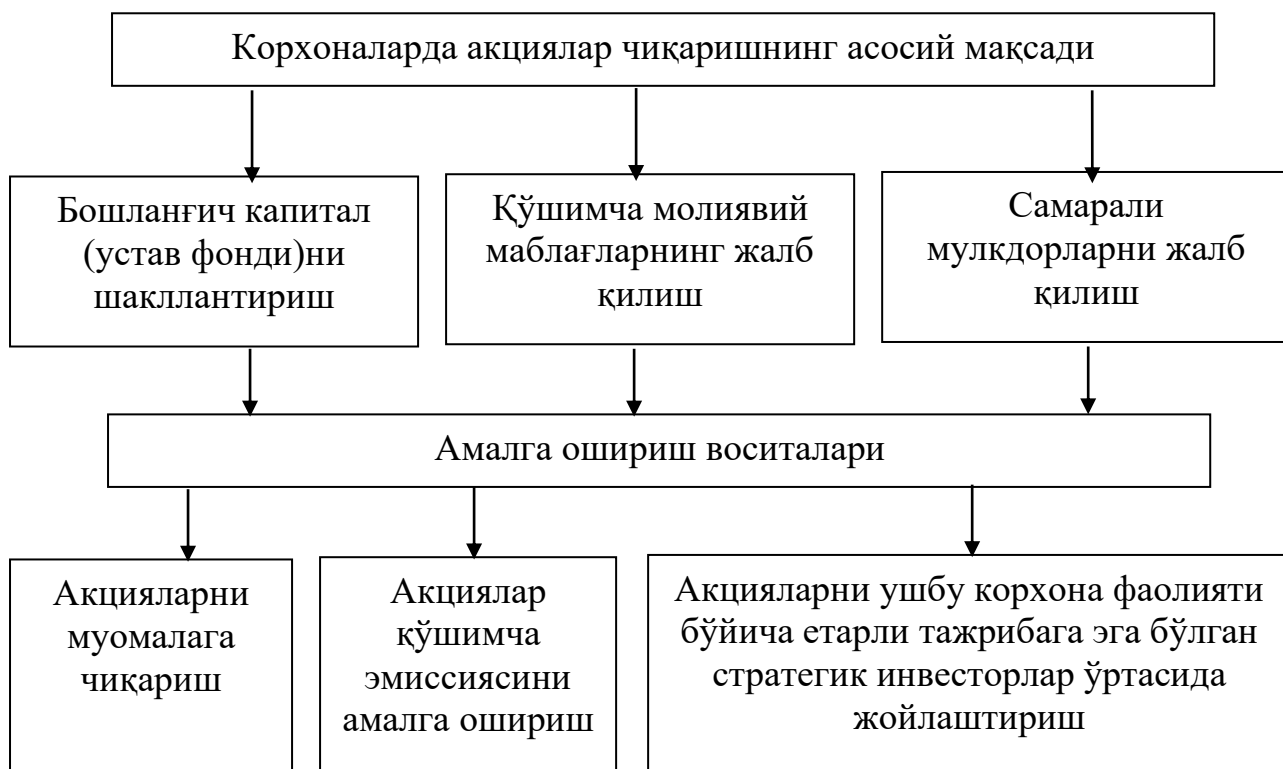 Корхоналарда акциялар чиқаришнинг асосий мақсади
Бошланғич капитал
(устав фонди)ни
шакллантириш
Қўшимча молиявий
маблағларнинг жалб
қилиш
Самарали
мулкдорларни жалб
қилиш
Амалга ошириш воситалари
Акцияларни
муомалага
чиқариш
Акциялар
қўшимча
эмиссиясини
амалга ошириш
Акцияларни ушбу корхона фаолияти
бўйича етарли тажрибага эга бўлган
стратегик инвесторлар ўртасида
жойлаштириш